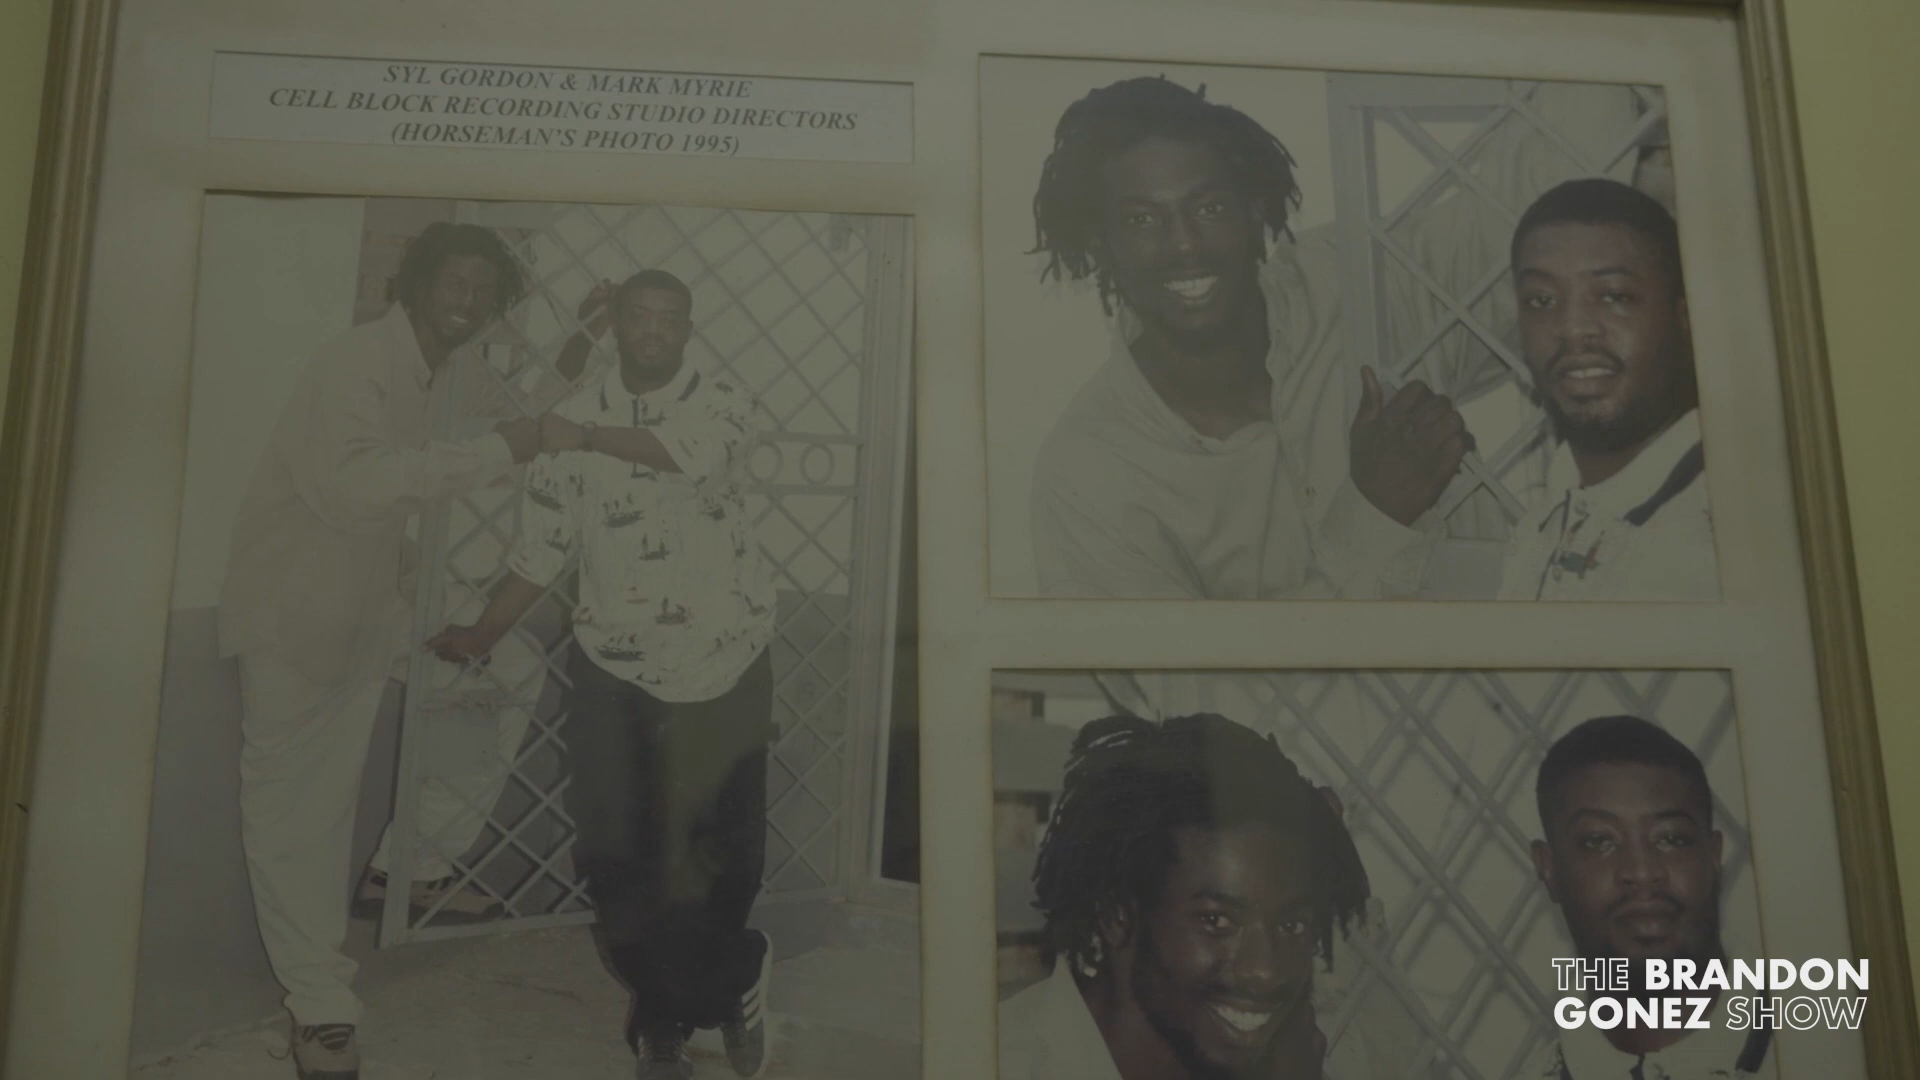 SYL GORDON & MARK MYRIE
CELL BLOCK RECORDING STUDIO DIRECTORS
(HORSEMAN'S PHOTO 1995)
THE BRANDON
GONEZ SHOW